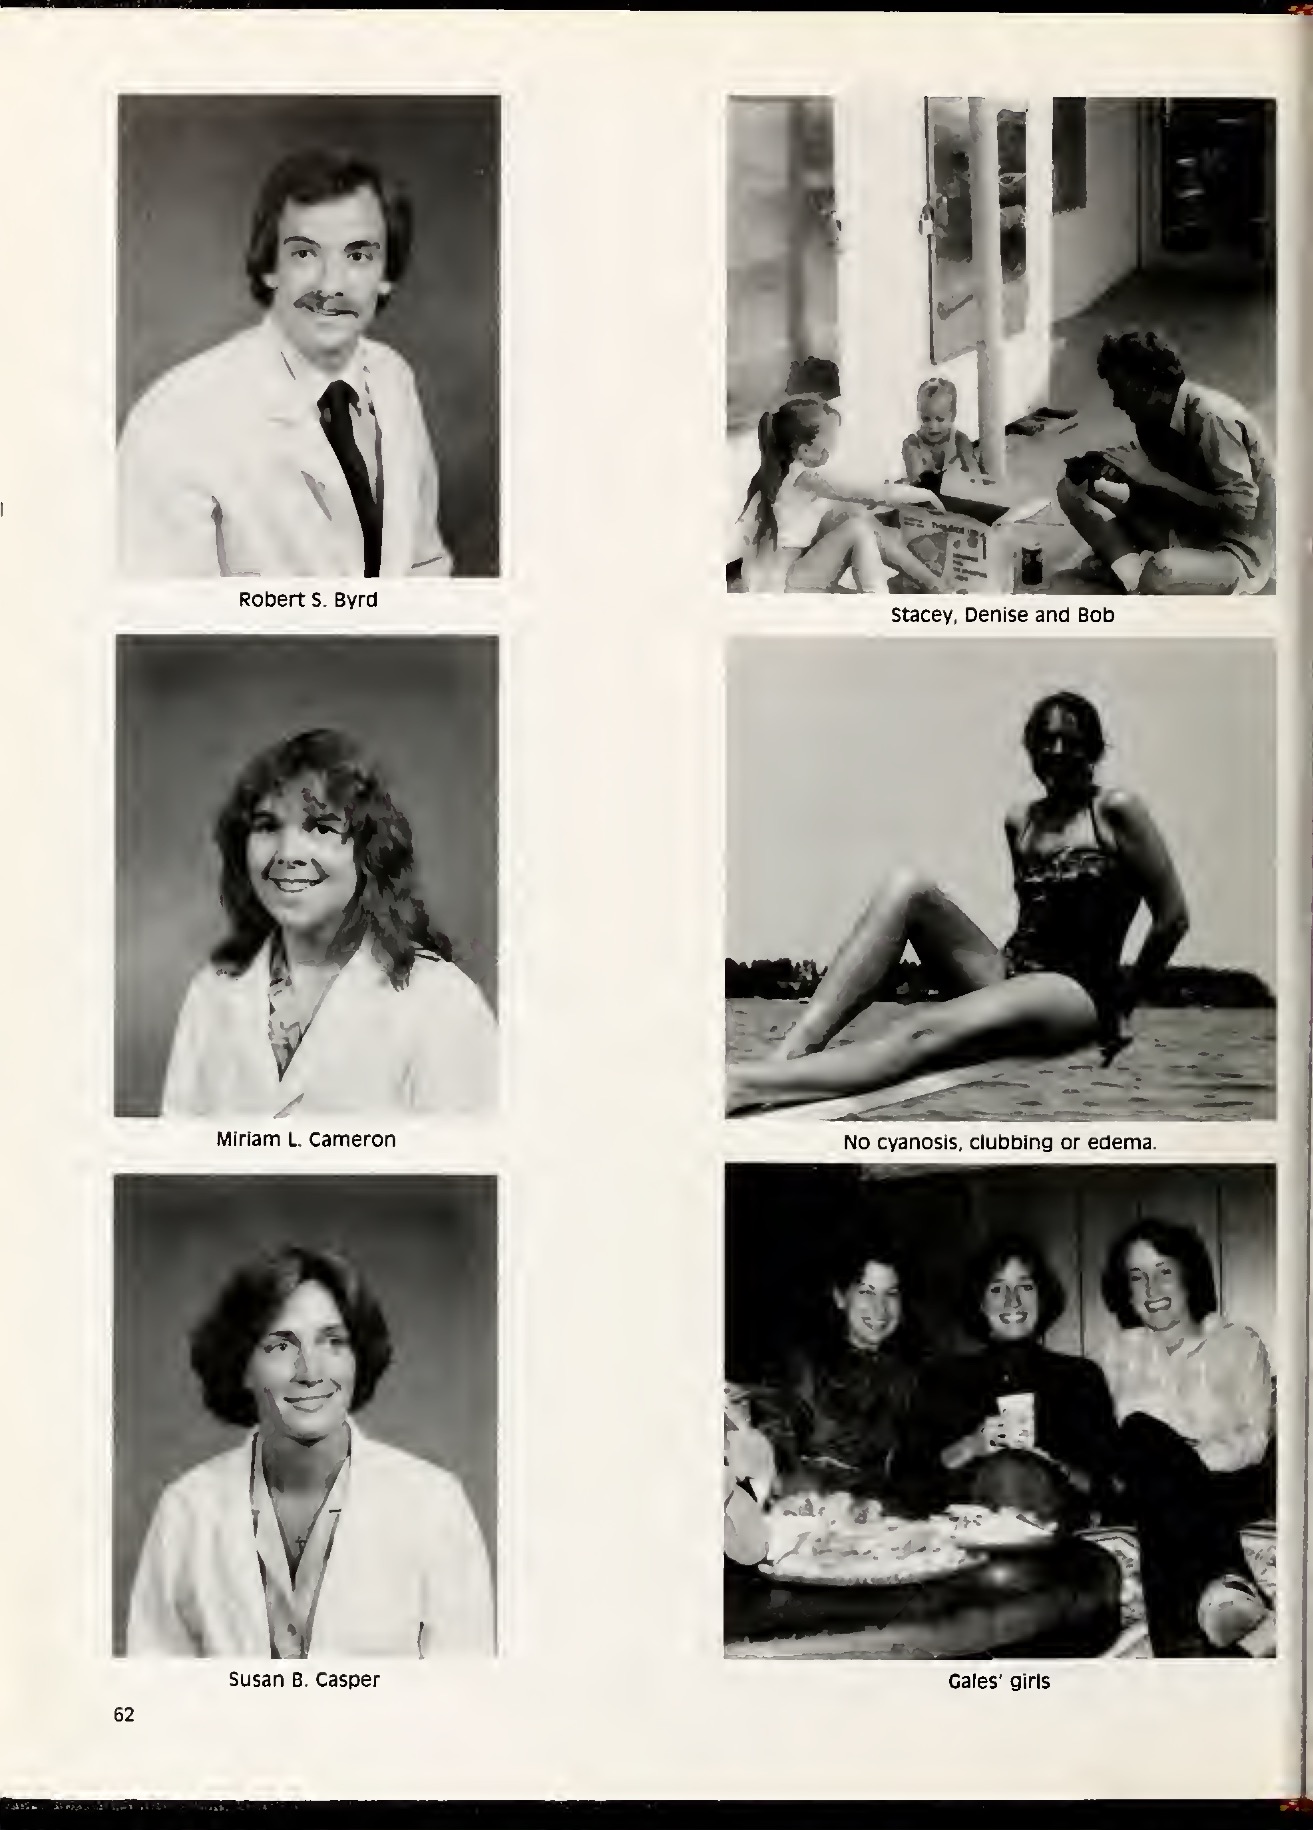 Robert S. Byrd
Stacey, Denise and Bob
Miriam L. Cameron
No cyanosis, clubbing or edema.
Susan B. Casper
Gales' girls
62